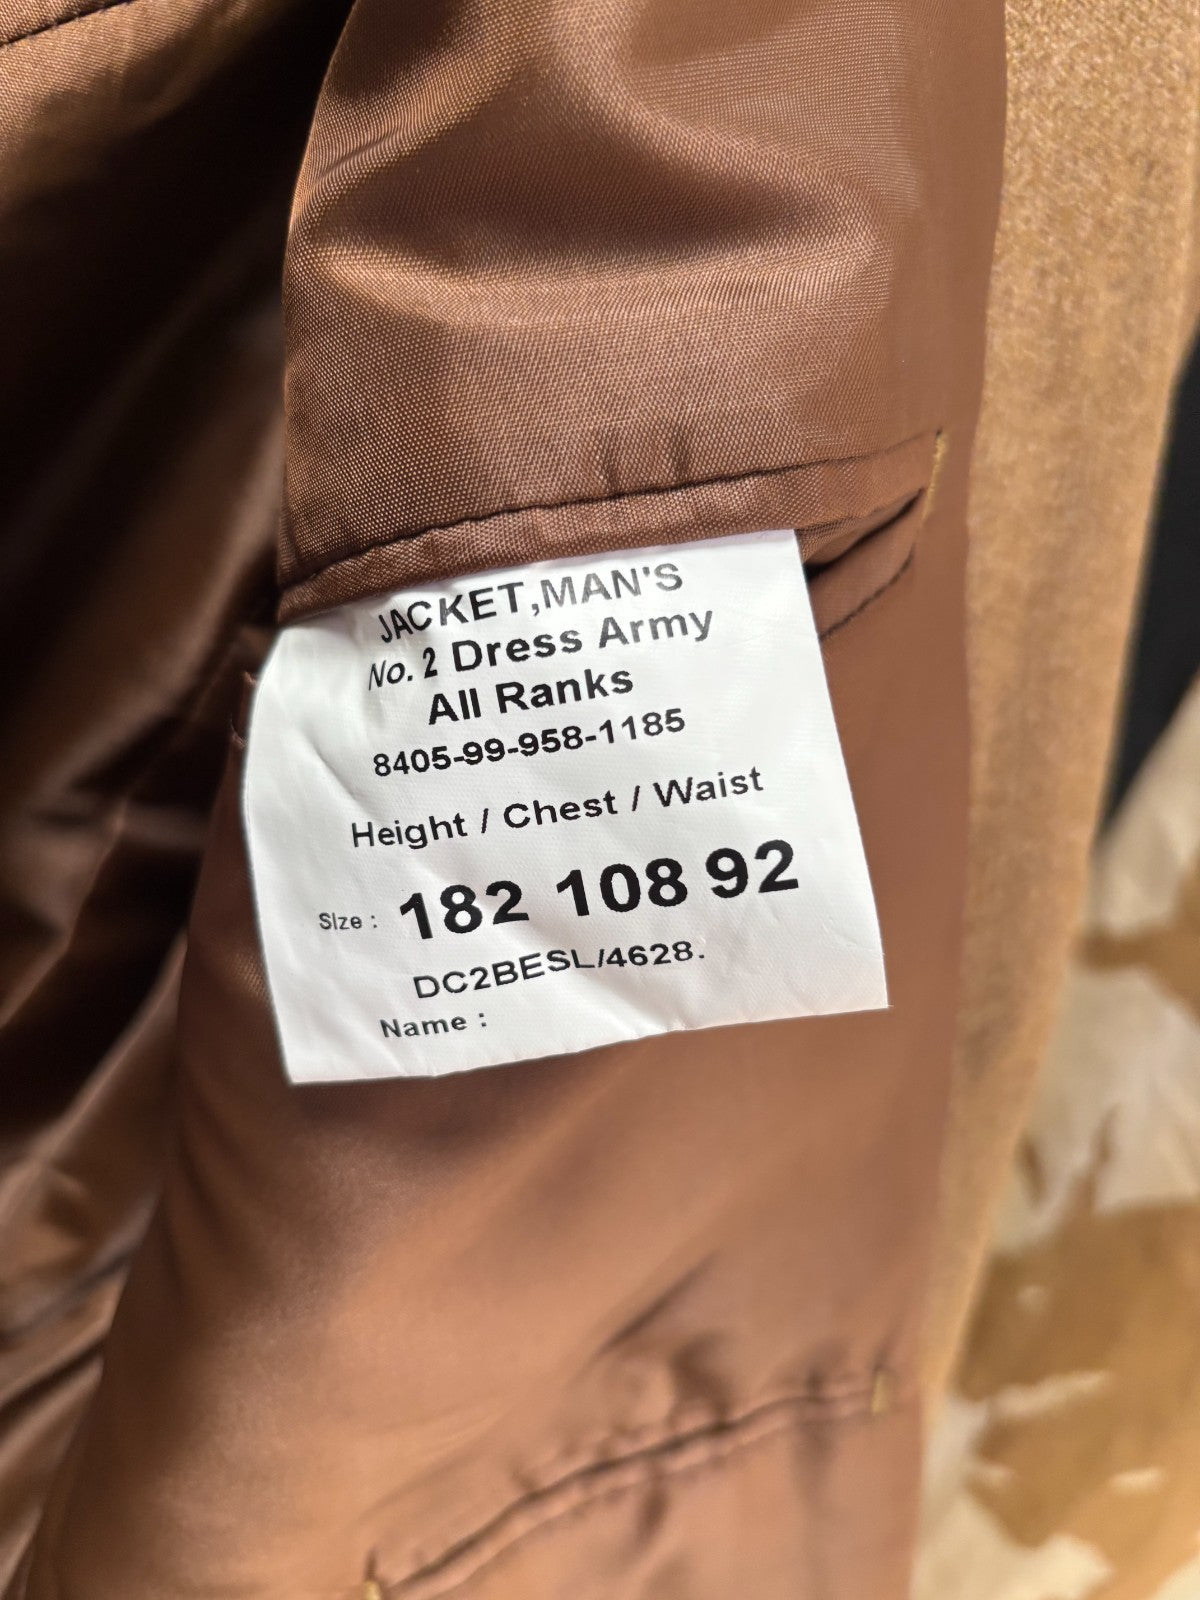 JACKET,MAN'S
No. 2 Dress Army
All Ranks
8405-99-958-1185
Height / Chest / Waist
Size : 182 108 92
DC2BESL/4628.
Name :